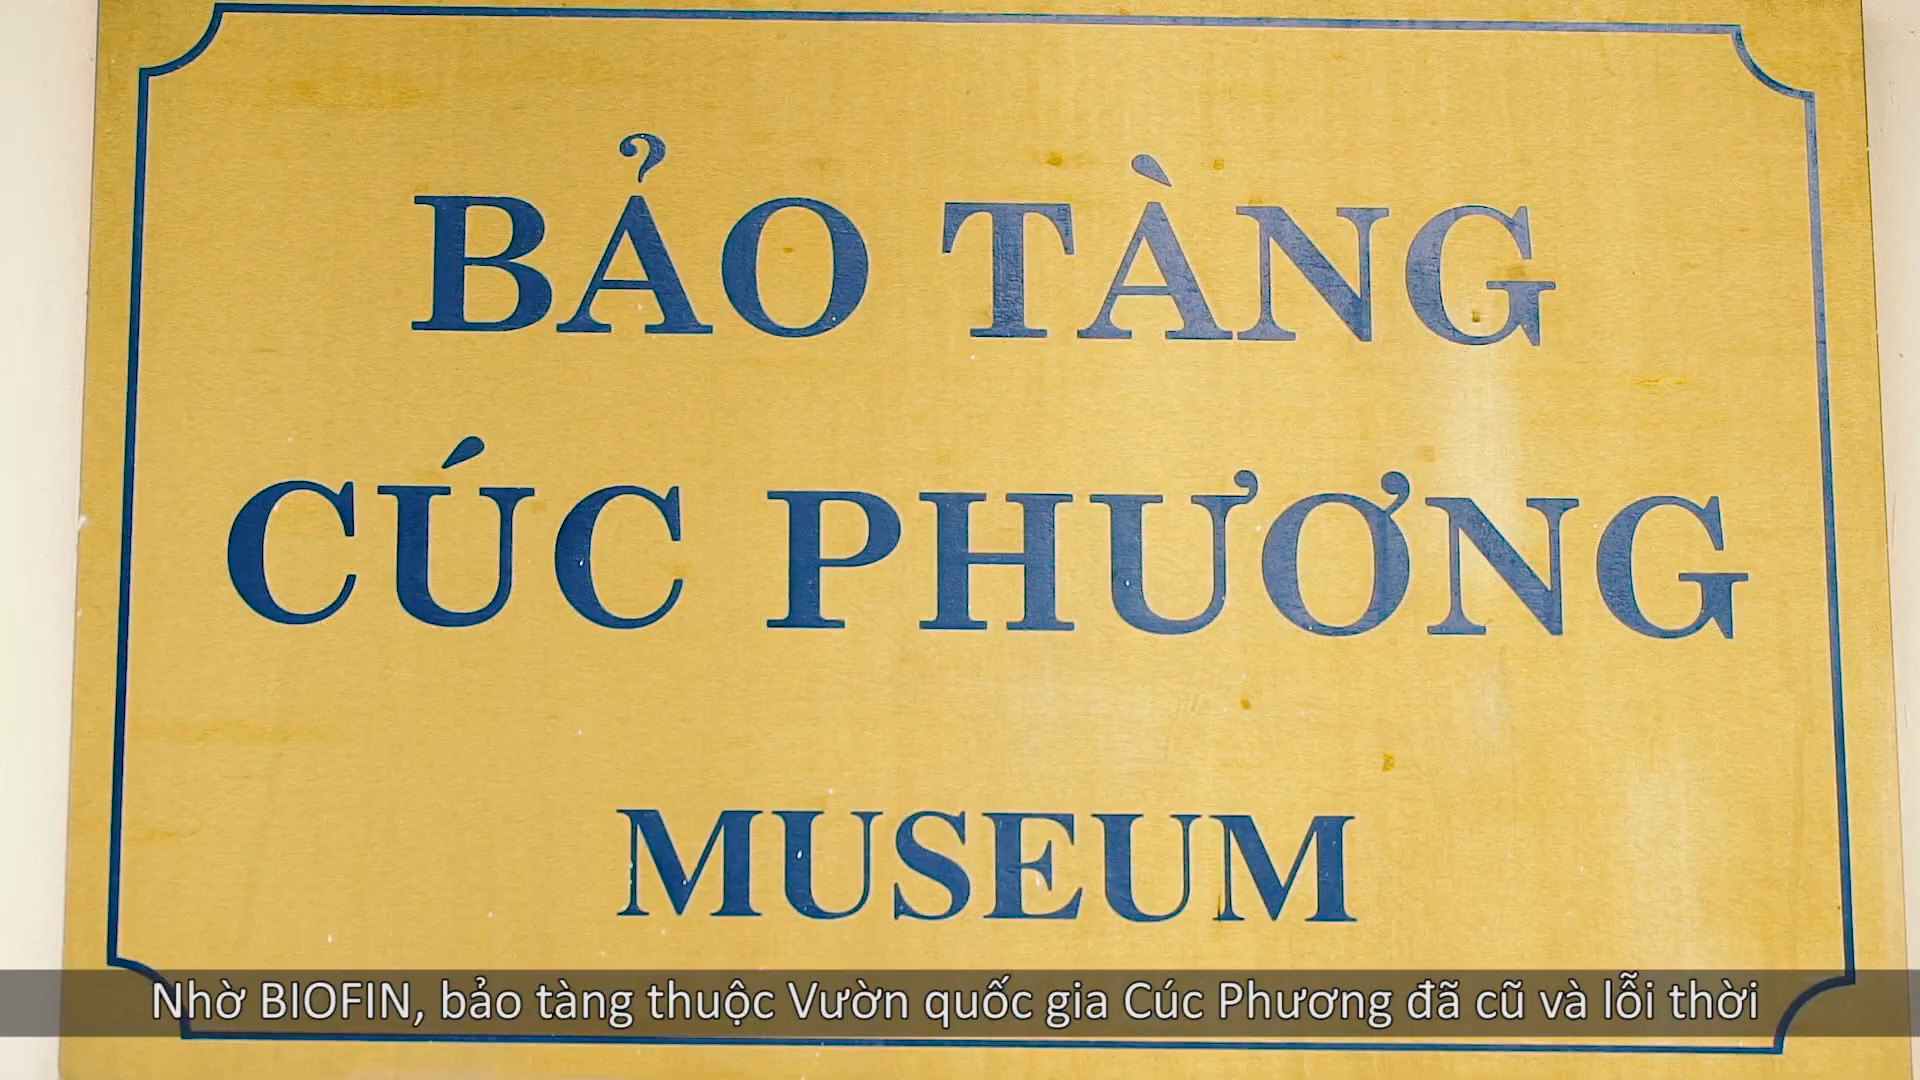 BẢO TÀNG
CÚC PHƯƠNG
MUSEUM
Nhờ BIOFIN, bảo tàng thuộc Vườn quốc gia Cúc Phương đã cũ và lỗi thời